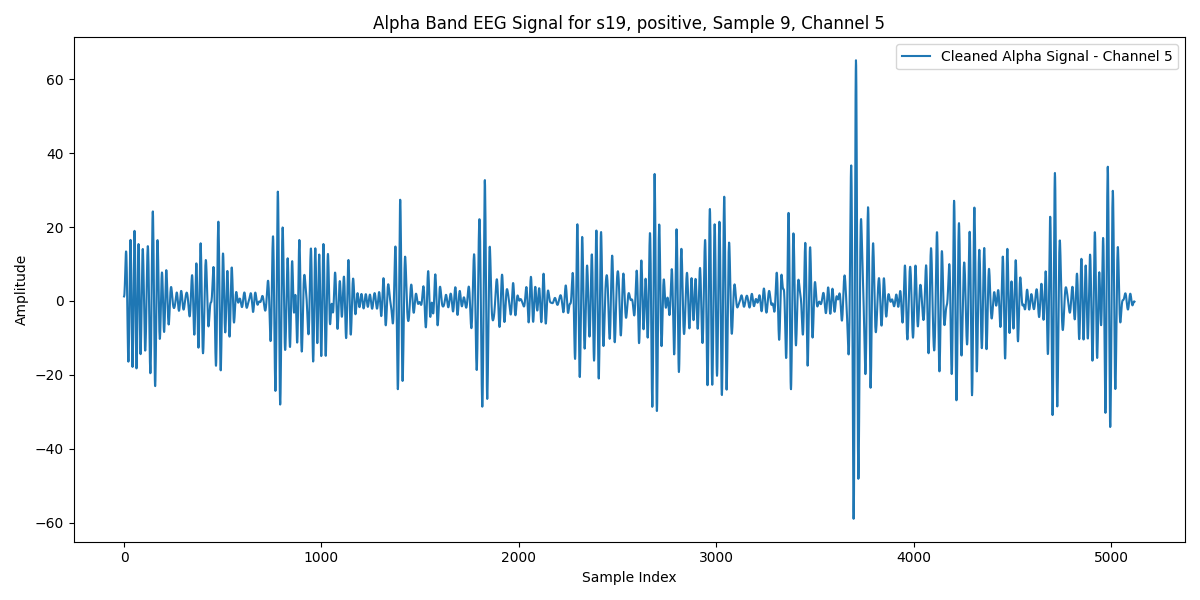 Alpha Band EEG Signal for s19, positive, Sample 9, Channel 5
Cleaned Alpha Signal - Channel 5
Amplitude
60
40
20
0
−20
−40
−60
0 1000 2000 3000 4000 5000
Sample Index